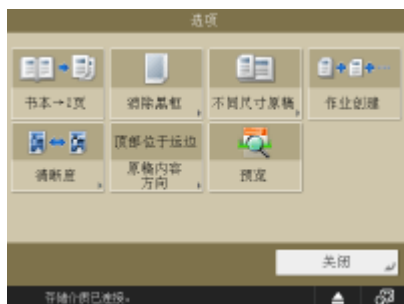 选项
书本→2页
消除黑框
不同尺寸原稿
作业创建
清晰度
顶部位于远边
原稿内容
方向
预览
关闭
存储介质已连接。